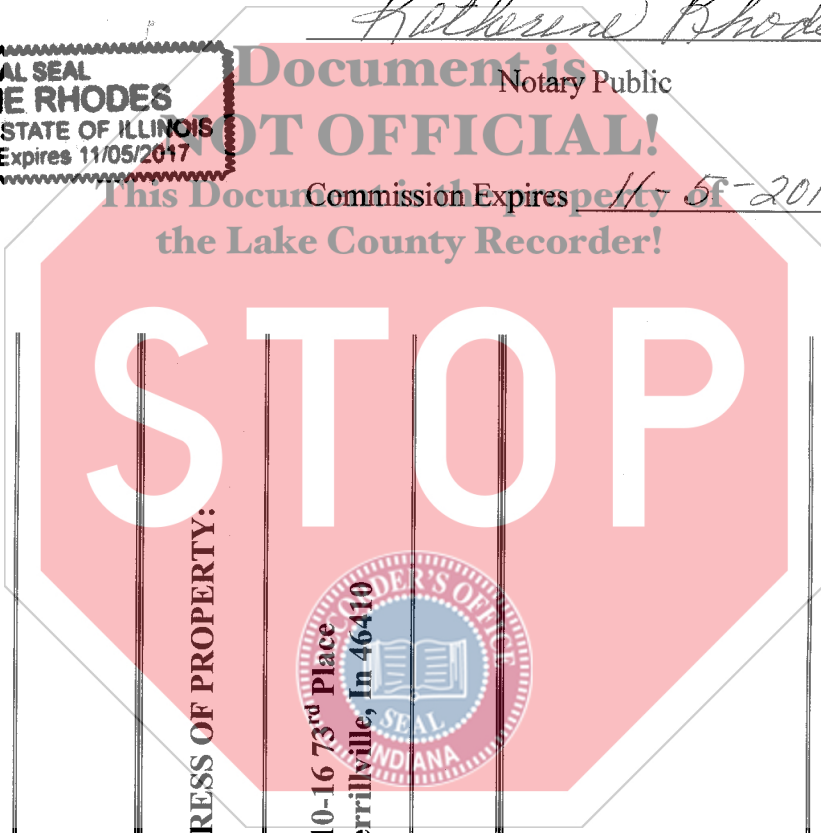 Katherine Rhode
AL SEAL
E RHODES
STATE OF ILLINOIS
Expires 11/05/2017
Document is
NOT OFFICIAL!
This Document is the property of
the Lake County Recorder!
Notary Public
Commission Expires 11-5-201
STOP
RESS OF PROPERTY:
10-16 73rd Place
errillville, In 46410
RECORDER'S OFFICE
SEAL
INDIANA